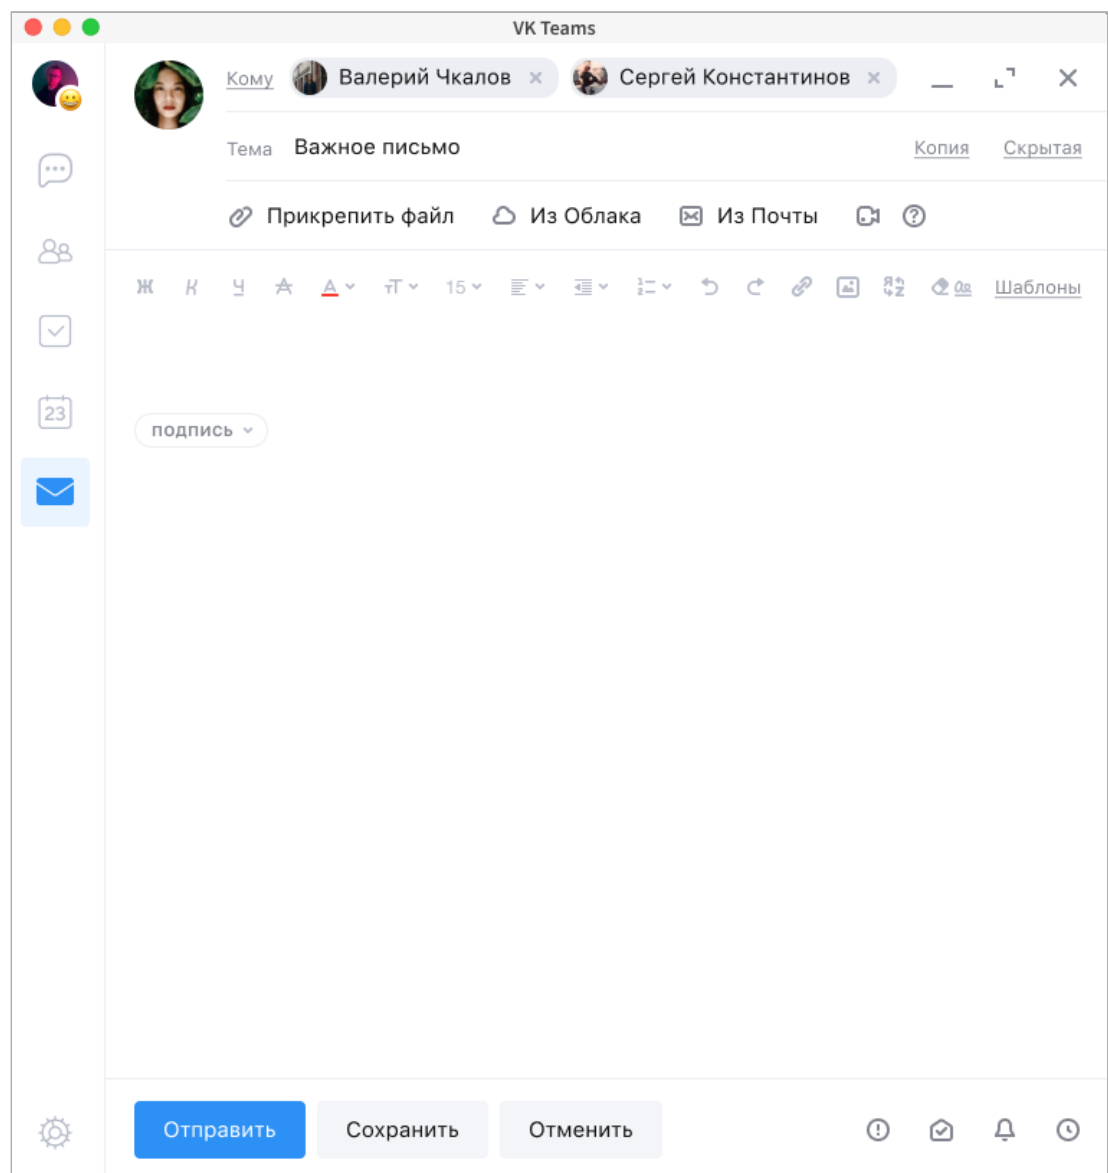 VK Teams
Кому Валерий Чкалов Сергей Константинов
Тема Важное письмо Копия Скрытая
Прикрепить файл Из Облака Из Почты
Ж К Ч А А тТ 15 Шаблоны
23
подпись
Отправить Сохранить Отменить